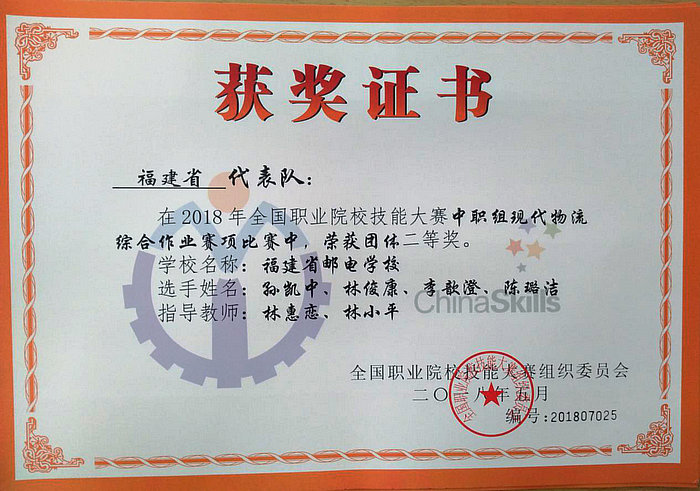 获奖证书
福建省 代表队：
在 2018 年全国职业院校技能大赛中职组现代物流
综合作业赛项比赛中，荣获团体二等奖。
学校名称：福建省邮电学校
选手姓名：孙凯中、林俊康、李歆澄、陈璐洁
指导教师：林惠恋、林小平
ChinaSkills
全国职业院校技能大赛组织委员会
二〇一八年五月
编号:201807025